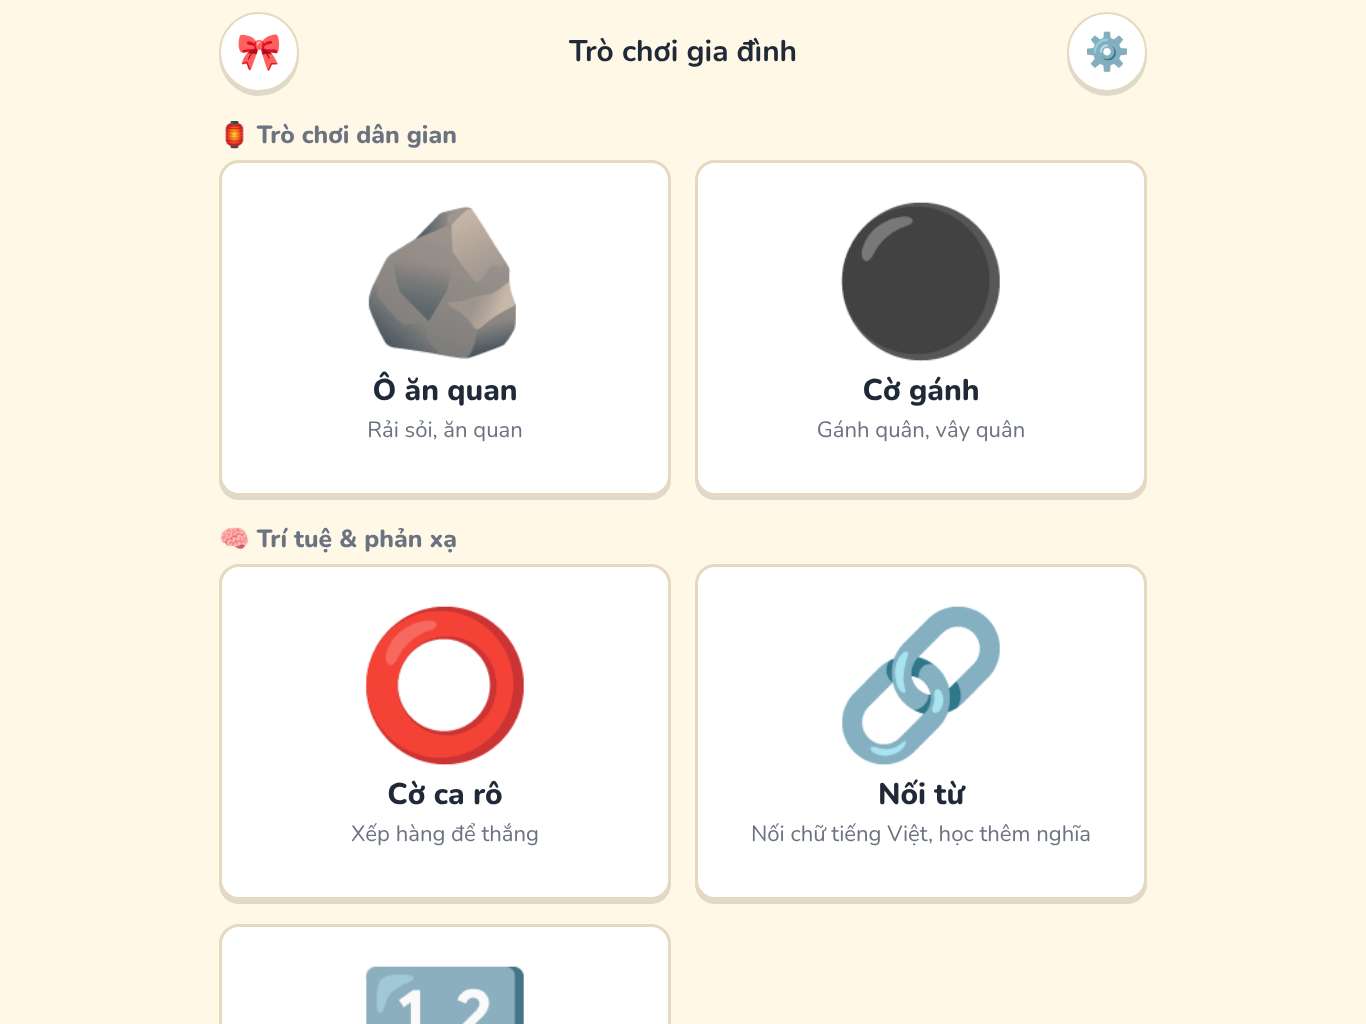 Trò chơi gia đình
Trò chơi dân gian
Ô ăn quan
Rải sỏi, ăn quan
Cờ gánh
Gánh quân, vây quân
Trí tuệ & phản xạ
Cờ ca rô
Xếp hàng để thắng
Nối từ
Nối chữ tiếng Việt, học thêm nghĩa
1 2